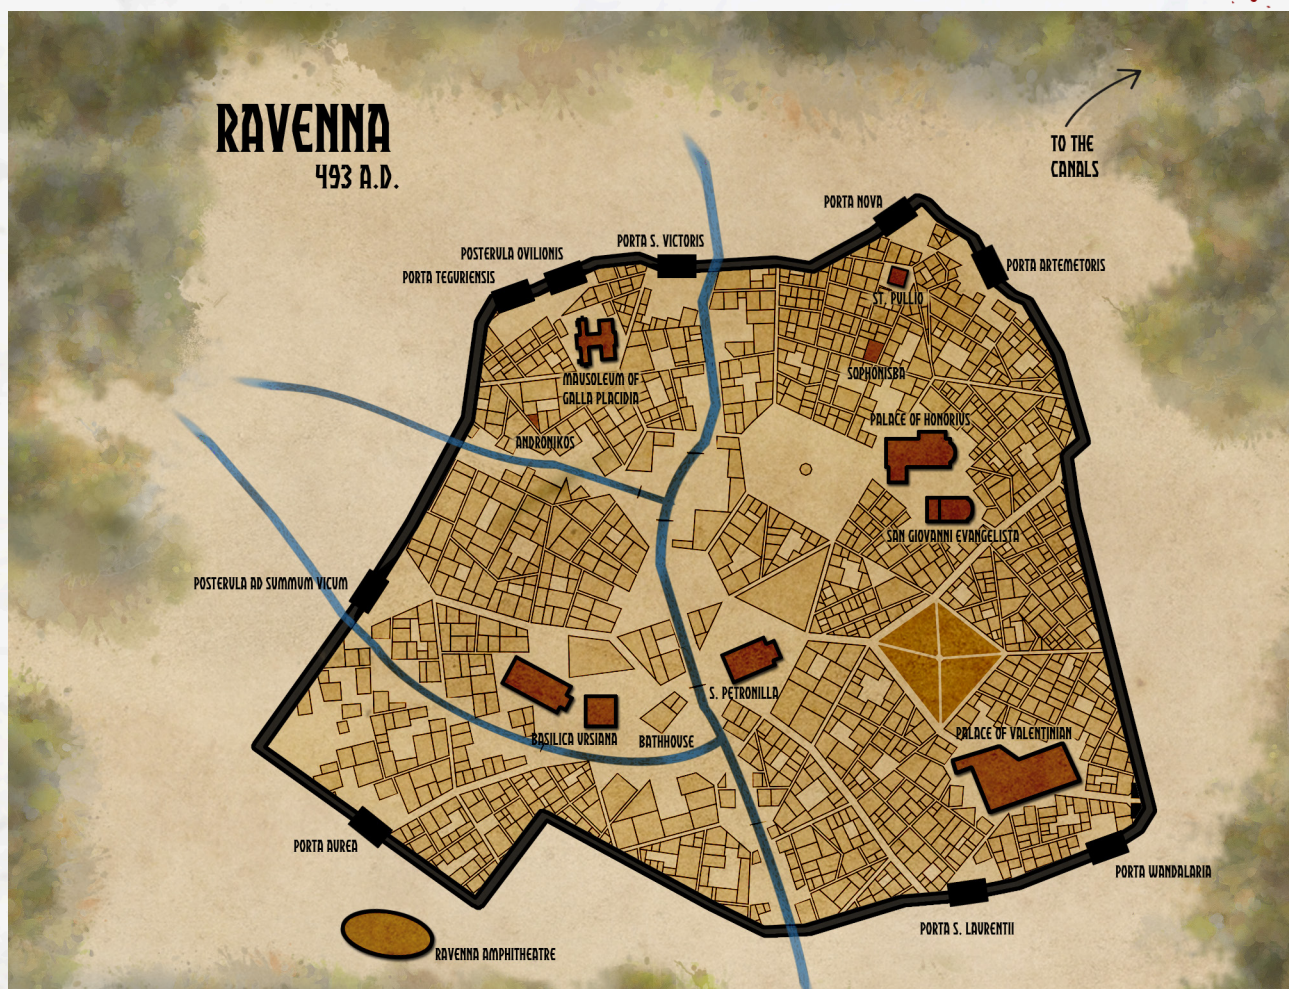 RAVENNA
493 A.D.
TO THE
CANALS
PORTA NOVA
PORTA S. VICTORIS
POSTERULA OVILIONIS
PORTA TEGURIENSIS
PORTA ARTEMETORIS
ST. PULLIO
SOPHONISBA
MAUSOLEUM OF
GALLA PLACIDIA
ANDRONIKOS
PALACE OF HONORIUS
SAN GIOVANNI EVANGELISTA
POSTERULA AD SUMMUM VICUM
S. PETRONILLA
BASILICA URSIANA
BATHHOUSE
PALACE OF VALENTINIAN
PORTA AUREA
PORTA WANDALARIA
PORTA S. LAURENTII
RAVENNA AMPHITHEATRE